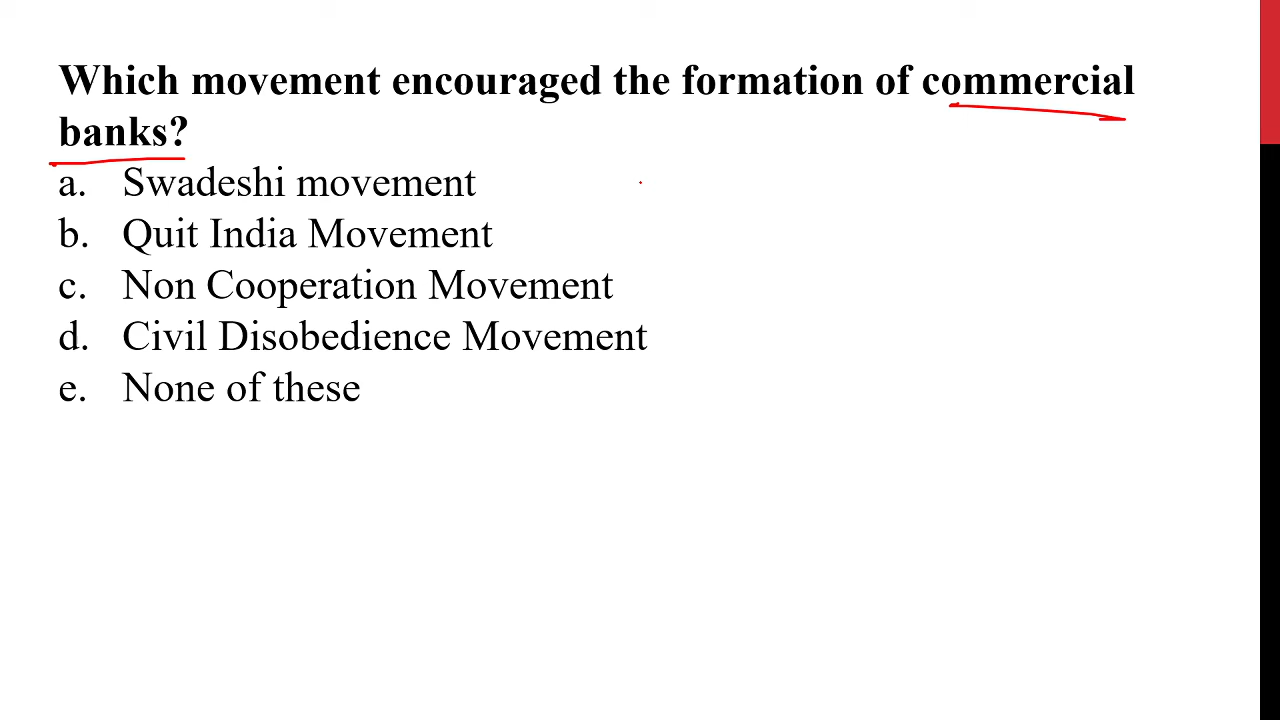 Which movement encouraged the formation of commercial
banks?
a. Swadeshi movement
b. Quit India Movement
c. Non Cooperation Movement
d. Civil Disobedience Movement
e. None of these